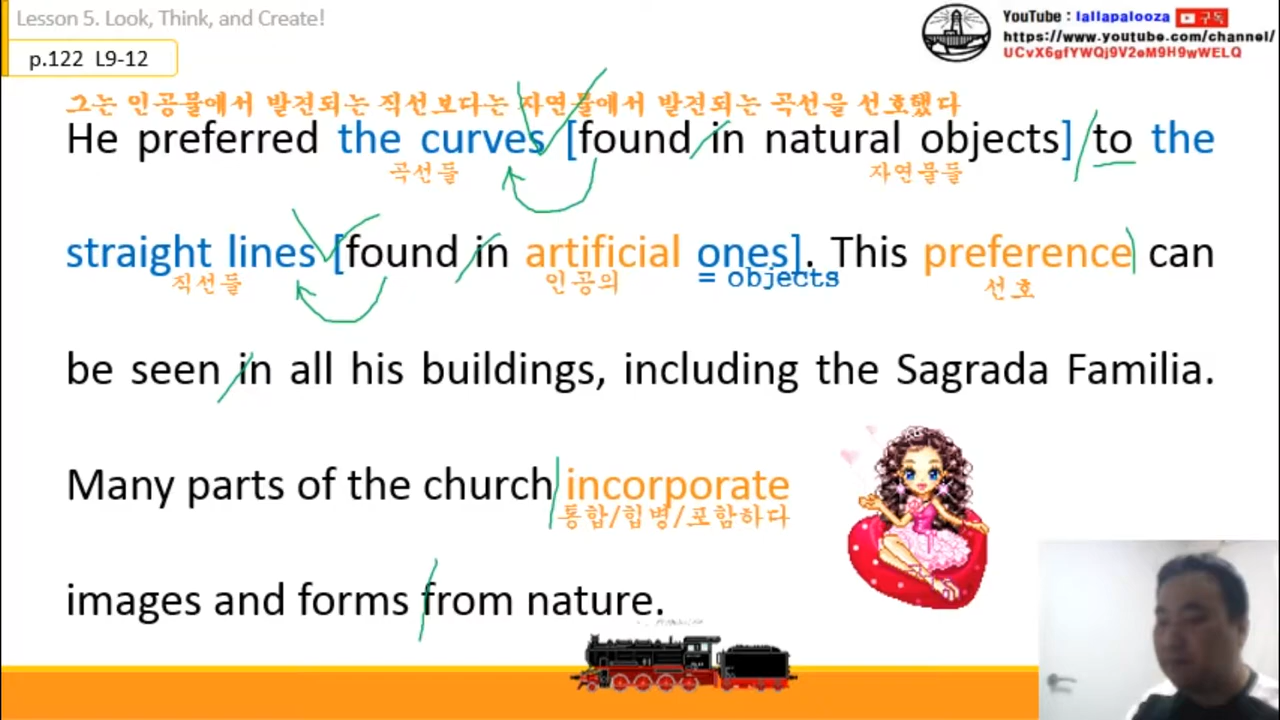 Lesson 5. Look, Think, and Create!
p.122 L9-12
YouTube : lallapalooza 구독
https://www.youtube.com/channel/
UCvX6gfYWQj9V2eM9H9wWELQ
그는 인공물에서 발견되는 직선보다는 자연물에서 발견되는 곡선을 선호했다
He preferred the curves [found in natural objects] to the
곡선들 자연물들
straight lines [found in artificial ones]. This preference can
직선들 인공의 = objects 선호
be seen in all his buildings, including the Sagrada Familia.
Many parts of the church incorporate
통합/힙병/포함하다
images and forms from nature.